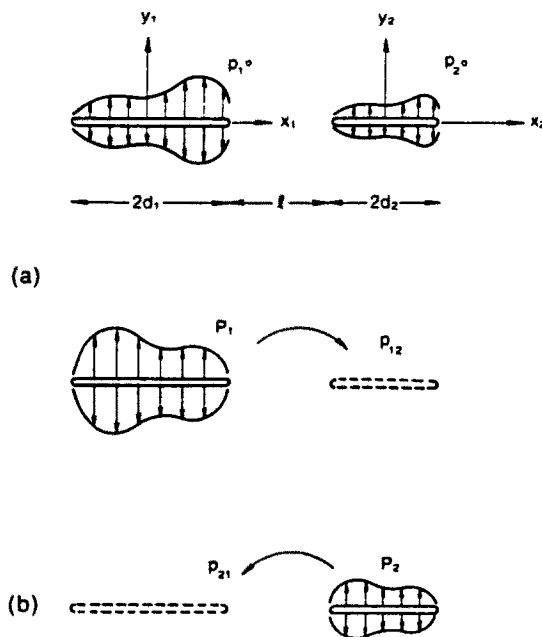 y₁ y₂
p₁° p₂°
x₁ x₂
2d₁ ℓ 2d₂
(a)
P₁ p₁₂
p₂₁ P₂
(b)